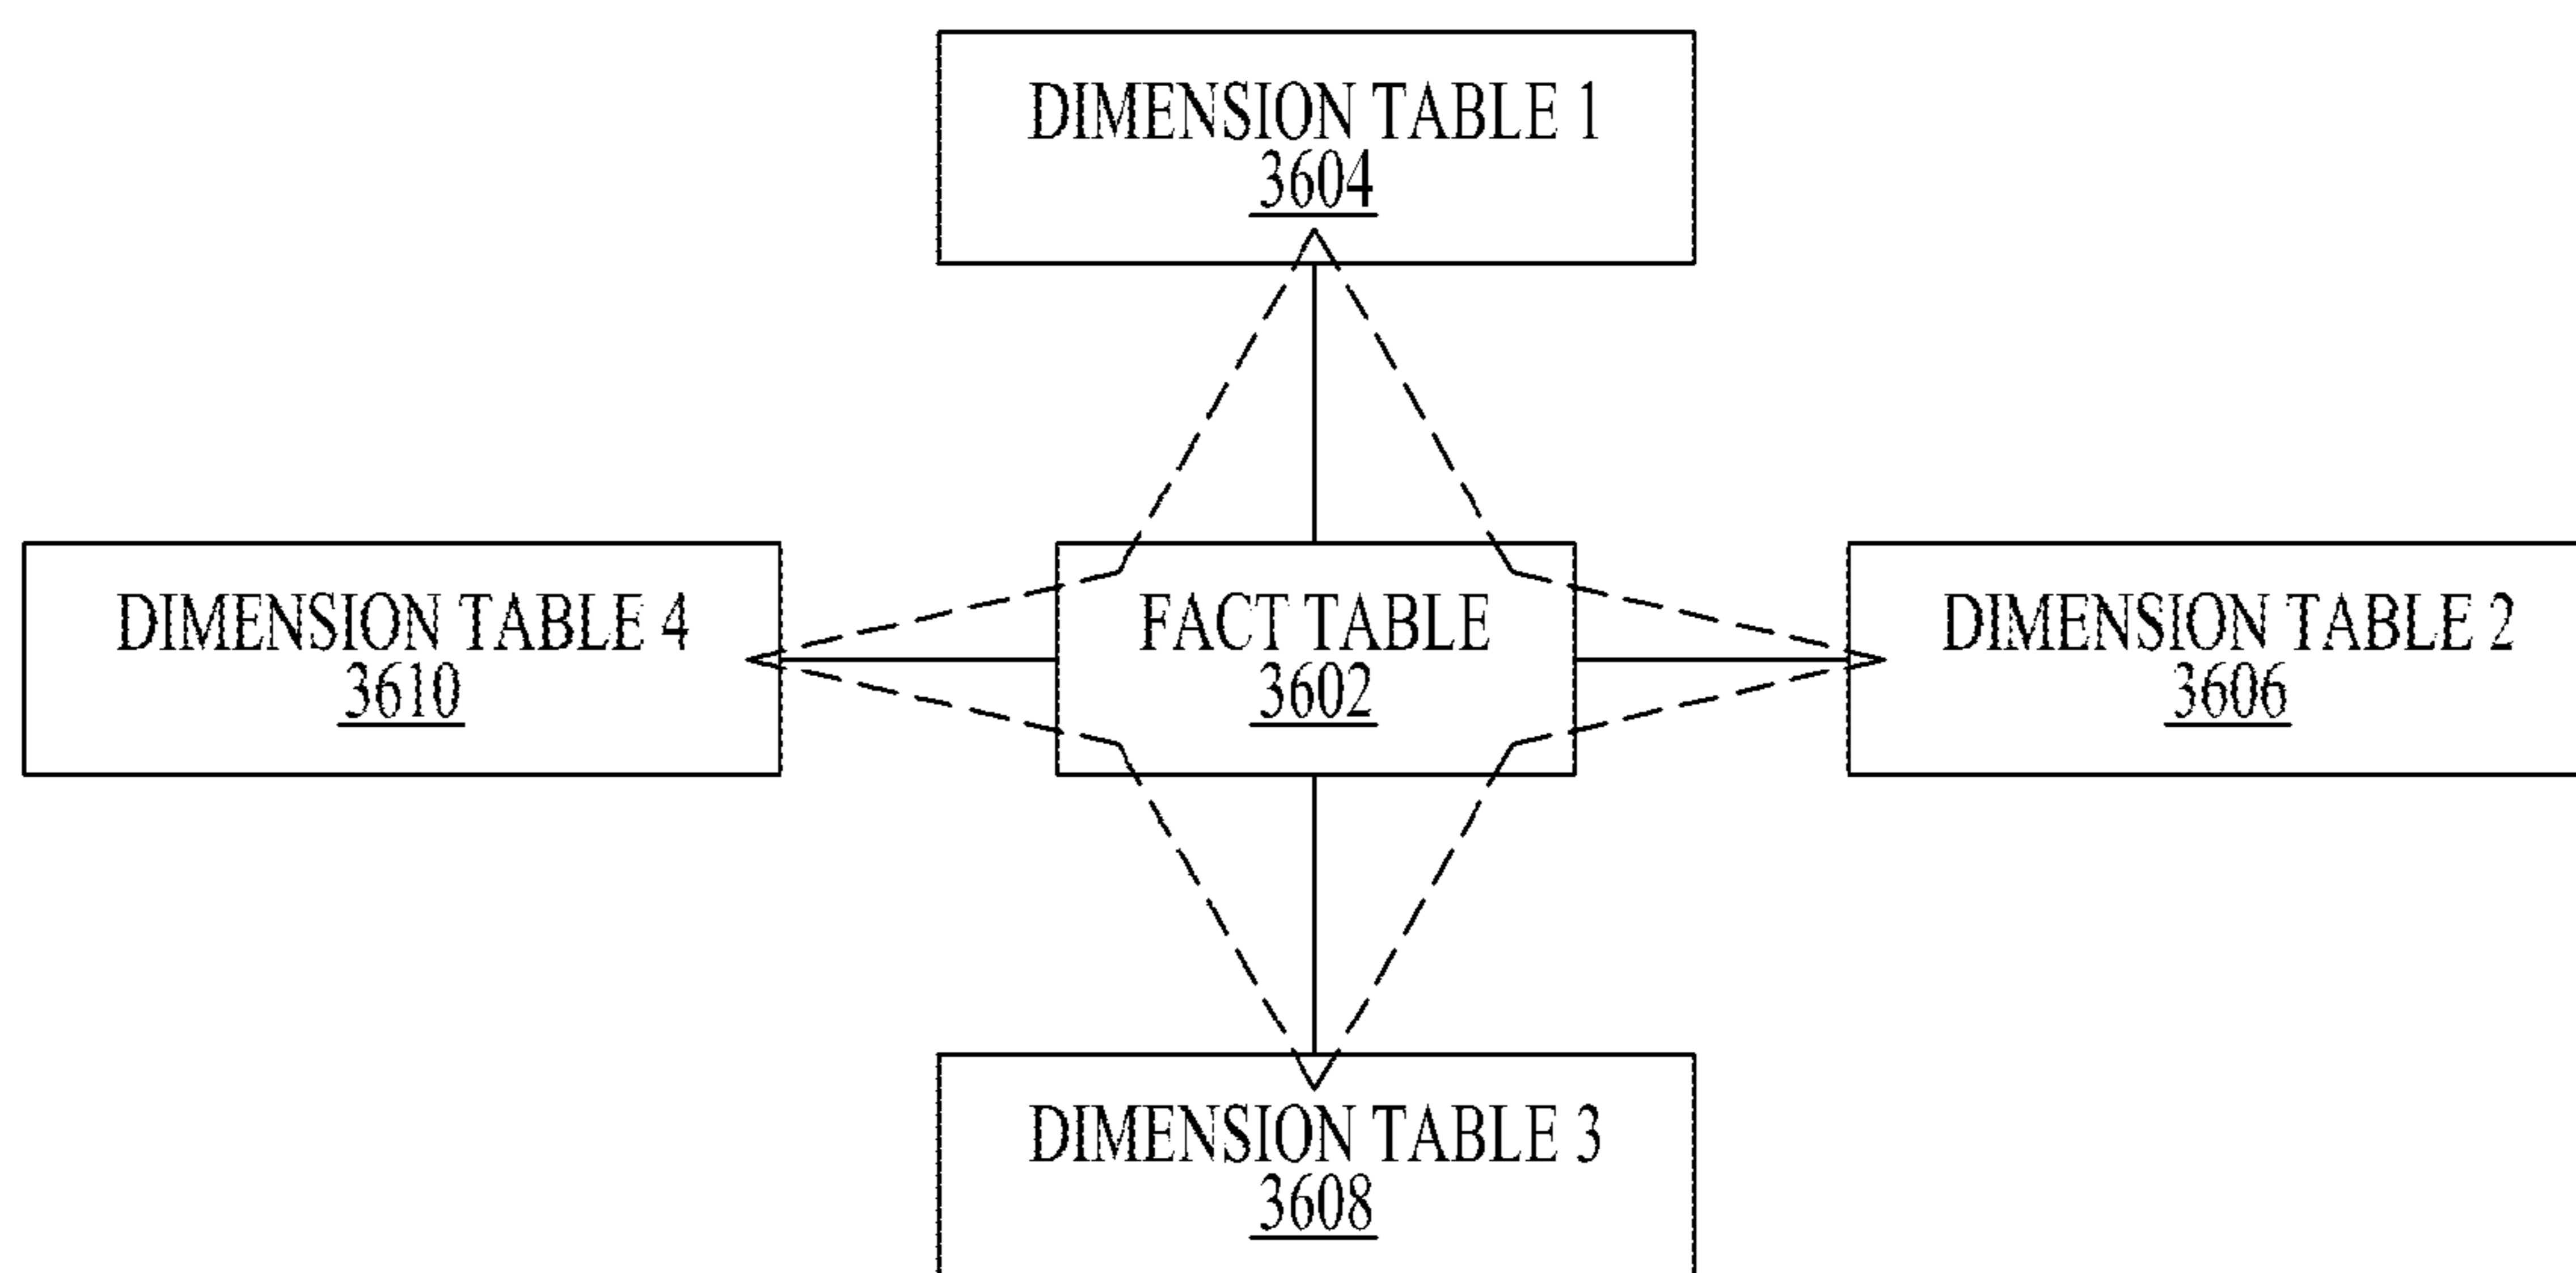 DIMENSION TABLE 1
3604
DIMENSION TABLE 4
3610
FACT TABLE
3602
DIMENSION TABLE 2
3606
DIMENSION TABLE 3
3608